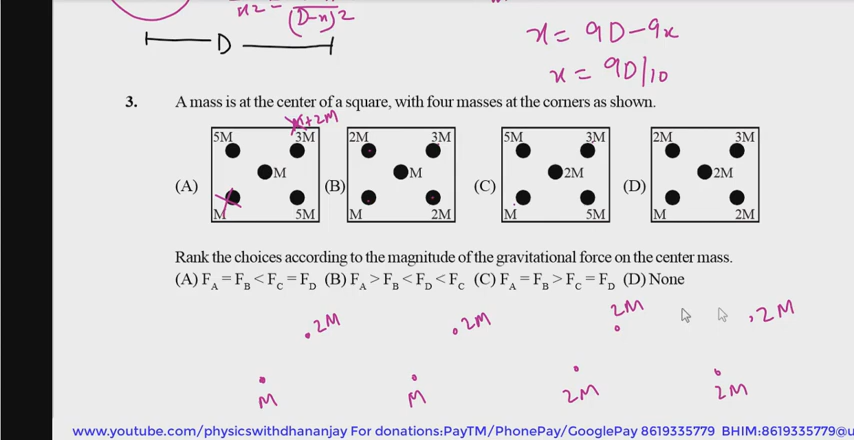 x2 = (D-x)2
D
x = 9D-9x
x = 9D/10
3. A mass is at the center of a square, with four masses at the corners as shown.
M+2M
5M 3M 2M 3M 5M 3M 2M 3M
(A) M (B) M (C) 2M (D) 2M
M 5M M 2M M 5M M 2M
Rank the choices according to the magnitude of the gravitational force on the center mass.
(A) FA = FB < FC = FD (B) FA > FB < FD < FC (C) FA = FB > FC = FD (D) None
2M 2M 2M 2M
M M 2M 2M
www.youtube.com/physicswithdhananjay For donations:PayTM/PhonePay/GooglePay 8619335779 BHIM:8619335779@u